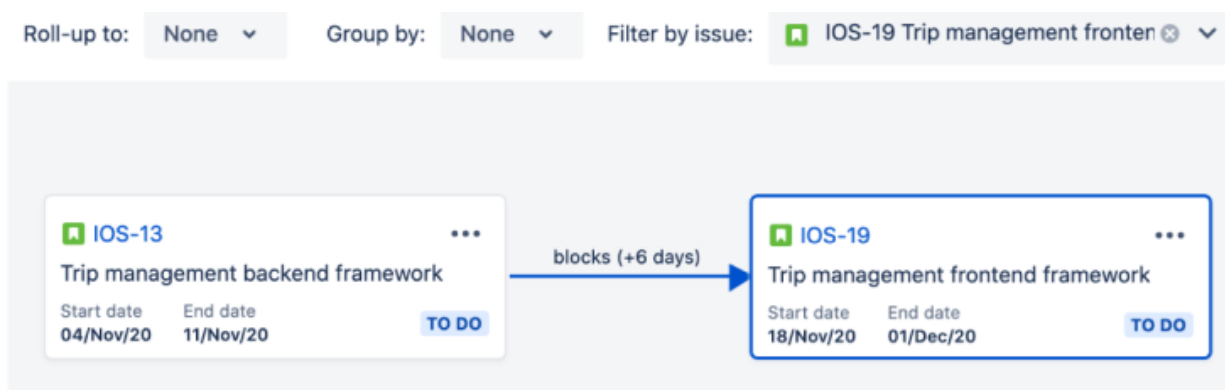 Roll-up to: None Group by: None Filter by issue: IOS-19 Trip management fronten
IOS-13
Trip management backend framework
Start date End date
04/Nov/20 11/Nov/20
TO DO
blocks (+6 days)
IOS-19
Trip management frontend framework
Start date End date
18/Nov/20 01/Dec/20
TO DO